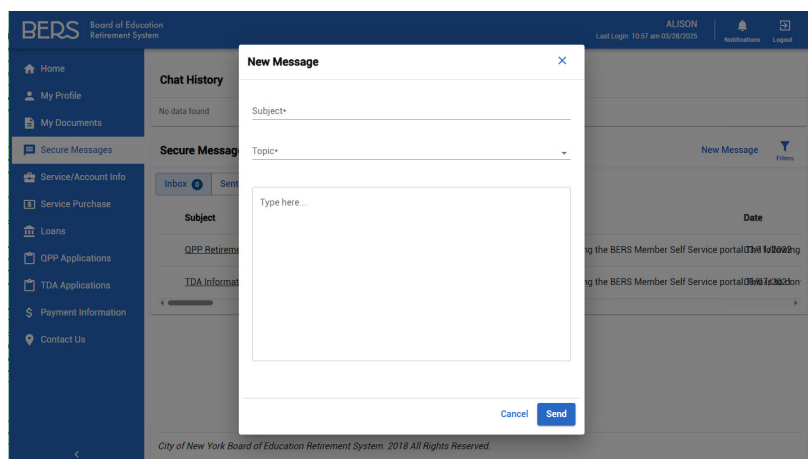 BERS
Board of Education
Retirement System
ALISON
Last Login: 10:57 am 03/28/2025
Notifications
Logout
Home
My Profile
My Documents
Secure Messages
Service/Account Info
Service Purchase
Loans
QPP Applications
TDA Applications
Payment Information
Contact Us
Chat History
No data found
Secure Messag
New Message
Filters
Inbox 0
Sent
Subject
Date
QPP Retireme
ng the BERS Member Self Service portal
TDA Informat
ng the BERS Member Self Service portal
New Message
Subject*
Topic*
Type here...
Cancel
Send
City of New York Board of Education Retirement System. 2018 All Rights Reserved.